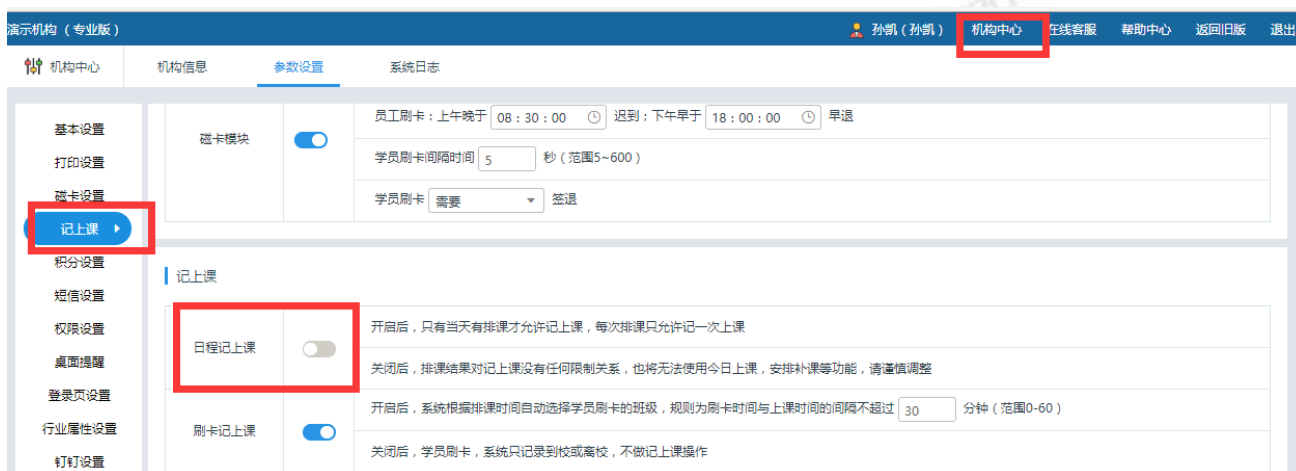 演示机构（专业版） 孙凯（孙凯） 机构中心 在线客服 帮助中心 返回旧版 退出
机构中心 机构信息 参数设置 系统日志
基本设置
打印设置
磁卡设置
记上课
积分设置
短信设置
权限设置
桌面提醒
登录页设置
行业属性设置
钉钉设置
磁卡模块
员工刷卡：上午晚于 08：30：00 迟到；下午早于 18：00：00 早退
学员刷卡间隔时间 5 秒（范围5~600）
学员刷卡 需要 签退
记上课
日程记上课
开启后，只有当天有排课才允许记上课，每次排课只允许记一次上课
关闭后，排课结果对记上课没有任何限制关系，也将无法使用今日上课，安排补课等功能，请谨慎调整
刷卡记上课
开启后，系统根据排课时间自动选择学员刷卡的班级，规则为刷卡时间与上课时间的间隔不超过 30 分钟（范围0-60）
关闭后，学员刷卡，系统只记录到校或离校，不做记上课操作